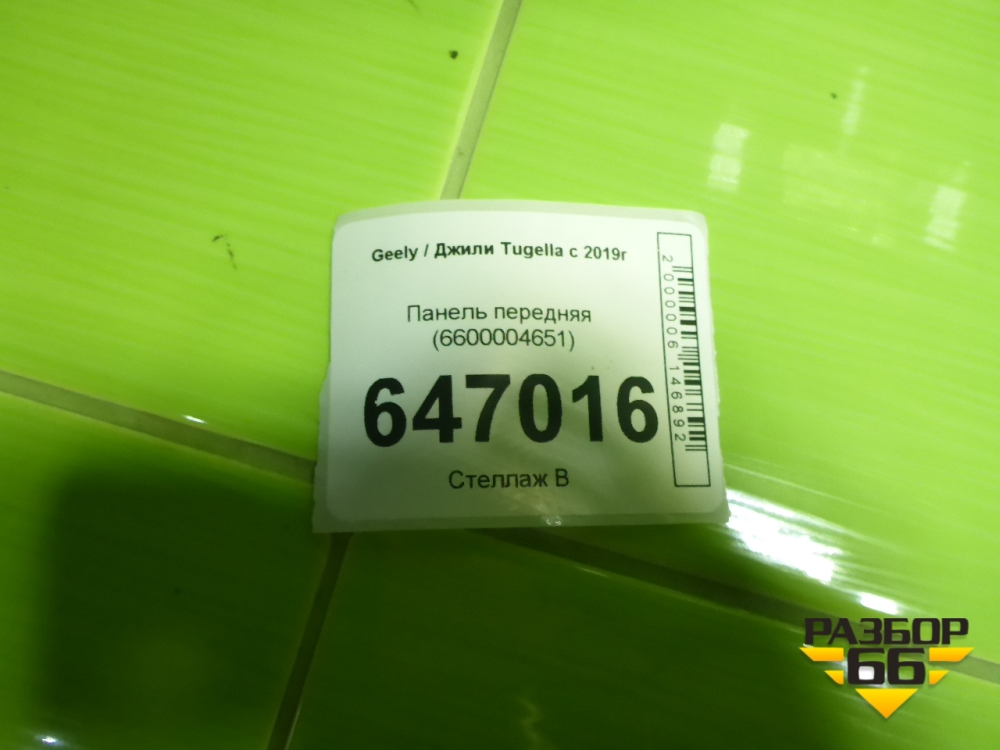 Geely / Джили Tugella с 2019г
Панель передняя
(6600004651)
647016
Стеллаж В
2000006146892
РАЗБОР
66